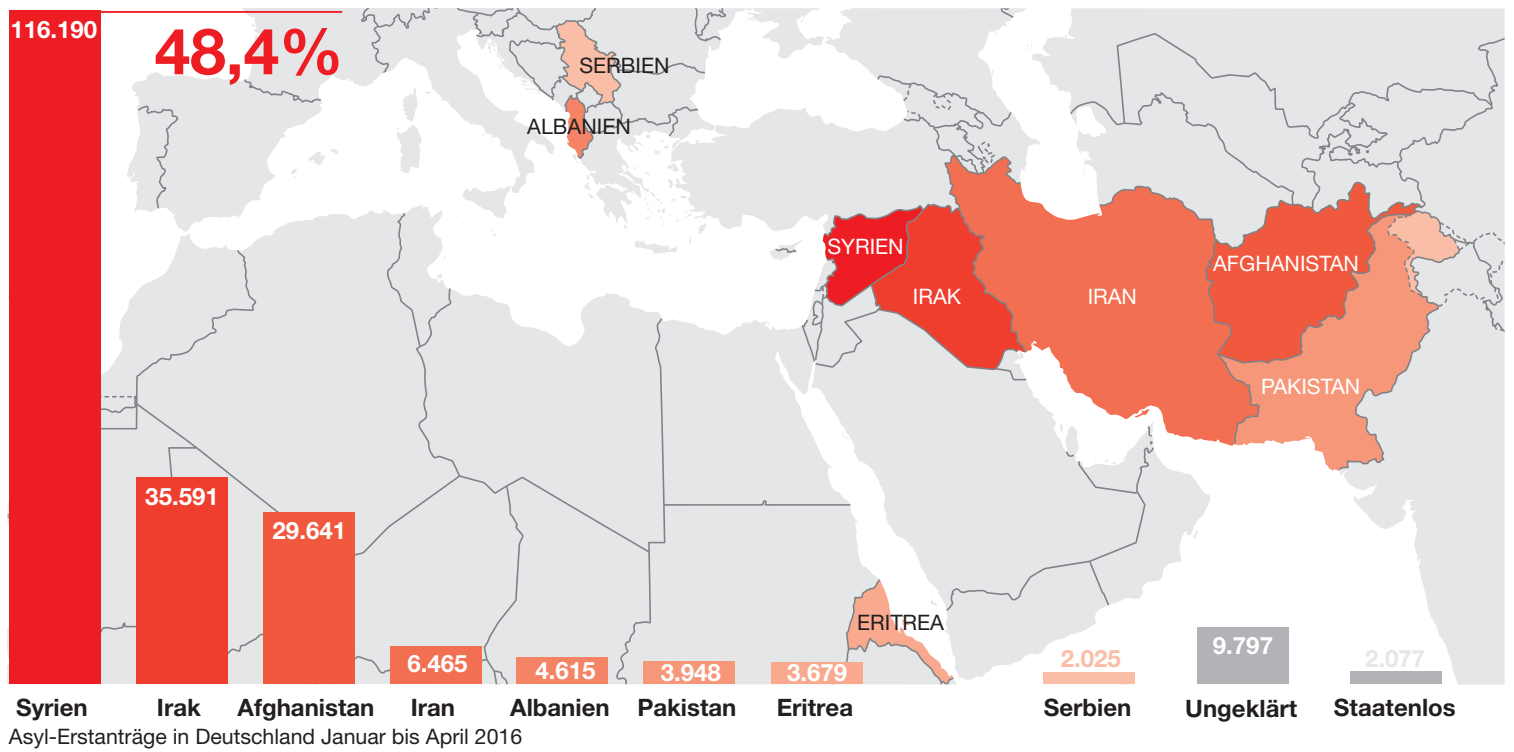 116.190
48,4%
SERBIEN
ALBANIEN
SYRIEN
IRAK
IRAN
AFGHANISTAN
PAKISTAN
ERITREA
35.591
29.641
6.465
4.615
3.948
3.679
2.025
9.797
2.077
Syrien Irak Afghanistan Iran Albanien Pakistan Eritrea Serbien Ungeklärt Staatenlos
Asyl-Erstanträge in Deutschland Januar bis April 2016